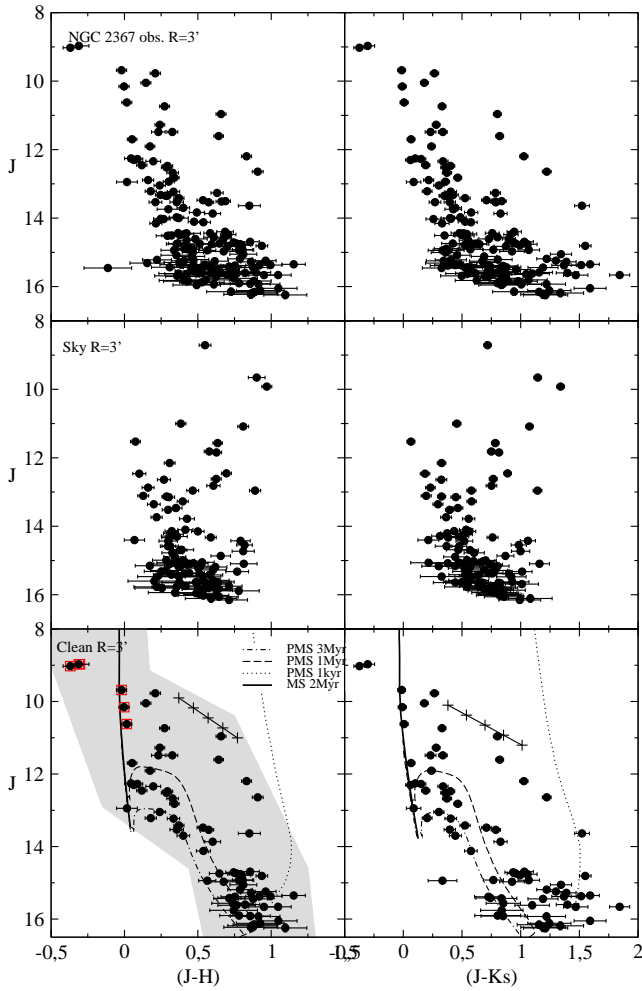 8
NGC 2367 obs. R=3'
10
12
J
14
16
8
Sky R=3'
10
12
J
14
16
8
Clean R=3'
PMS 3Myr
PMS 1Myr
PMS 1kyr
MS 2Myr
10
12
J
14
16
-0,5 0 0,5 1 0 0,5 1 1,5 2
(J-H) (J-Ks)